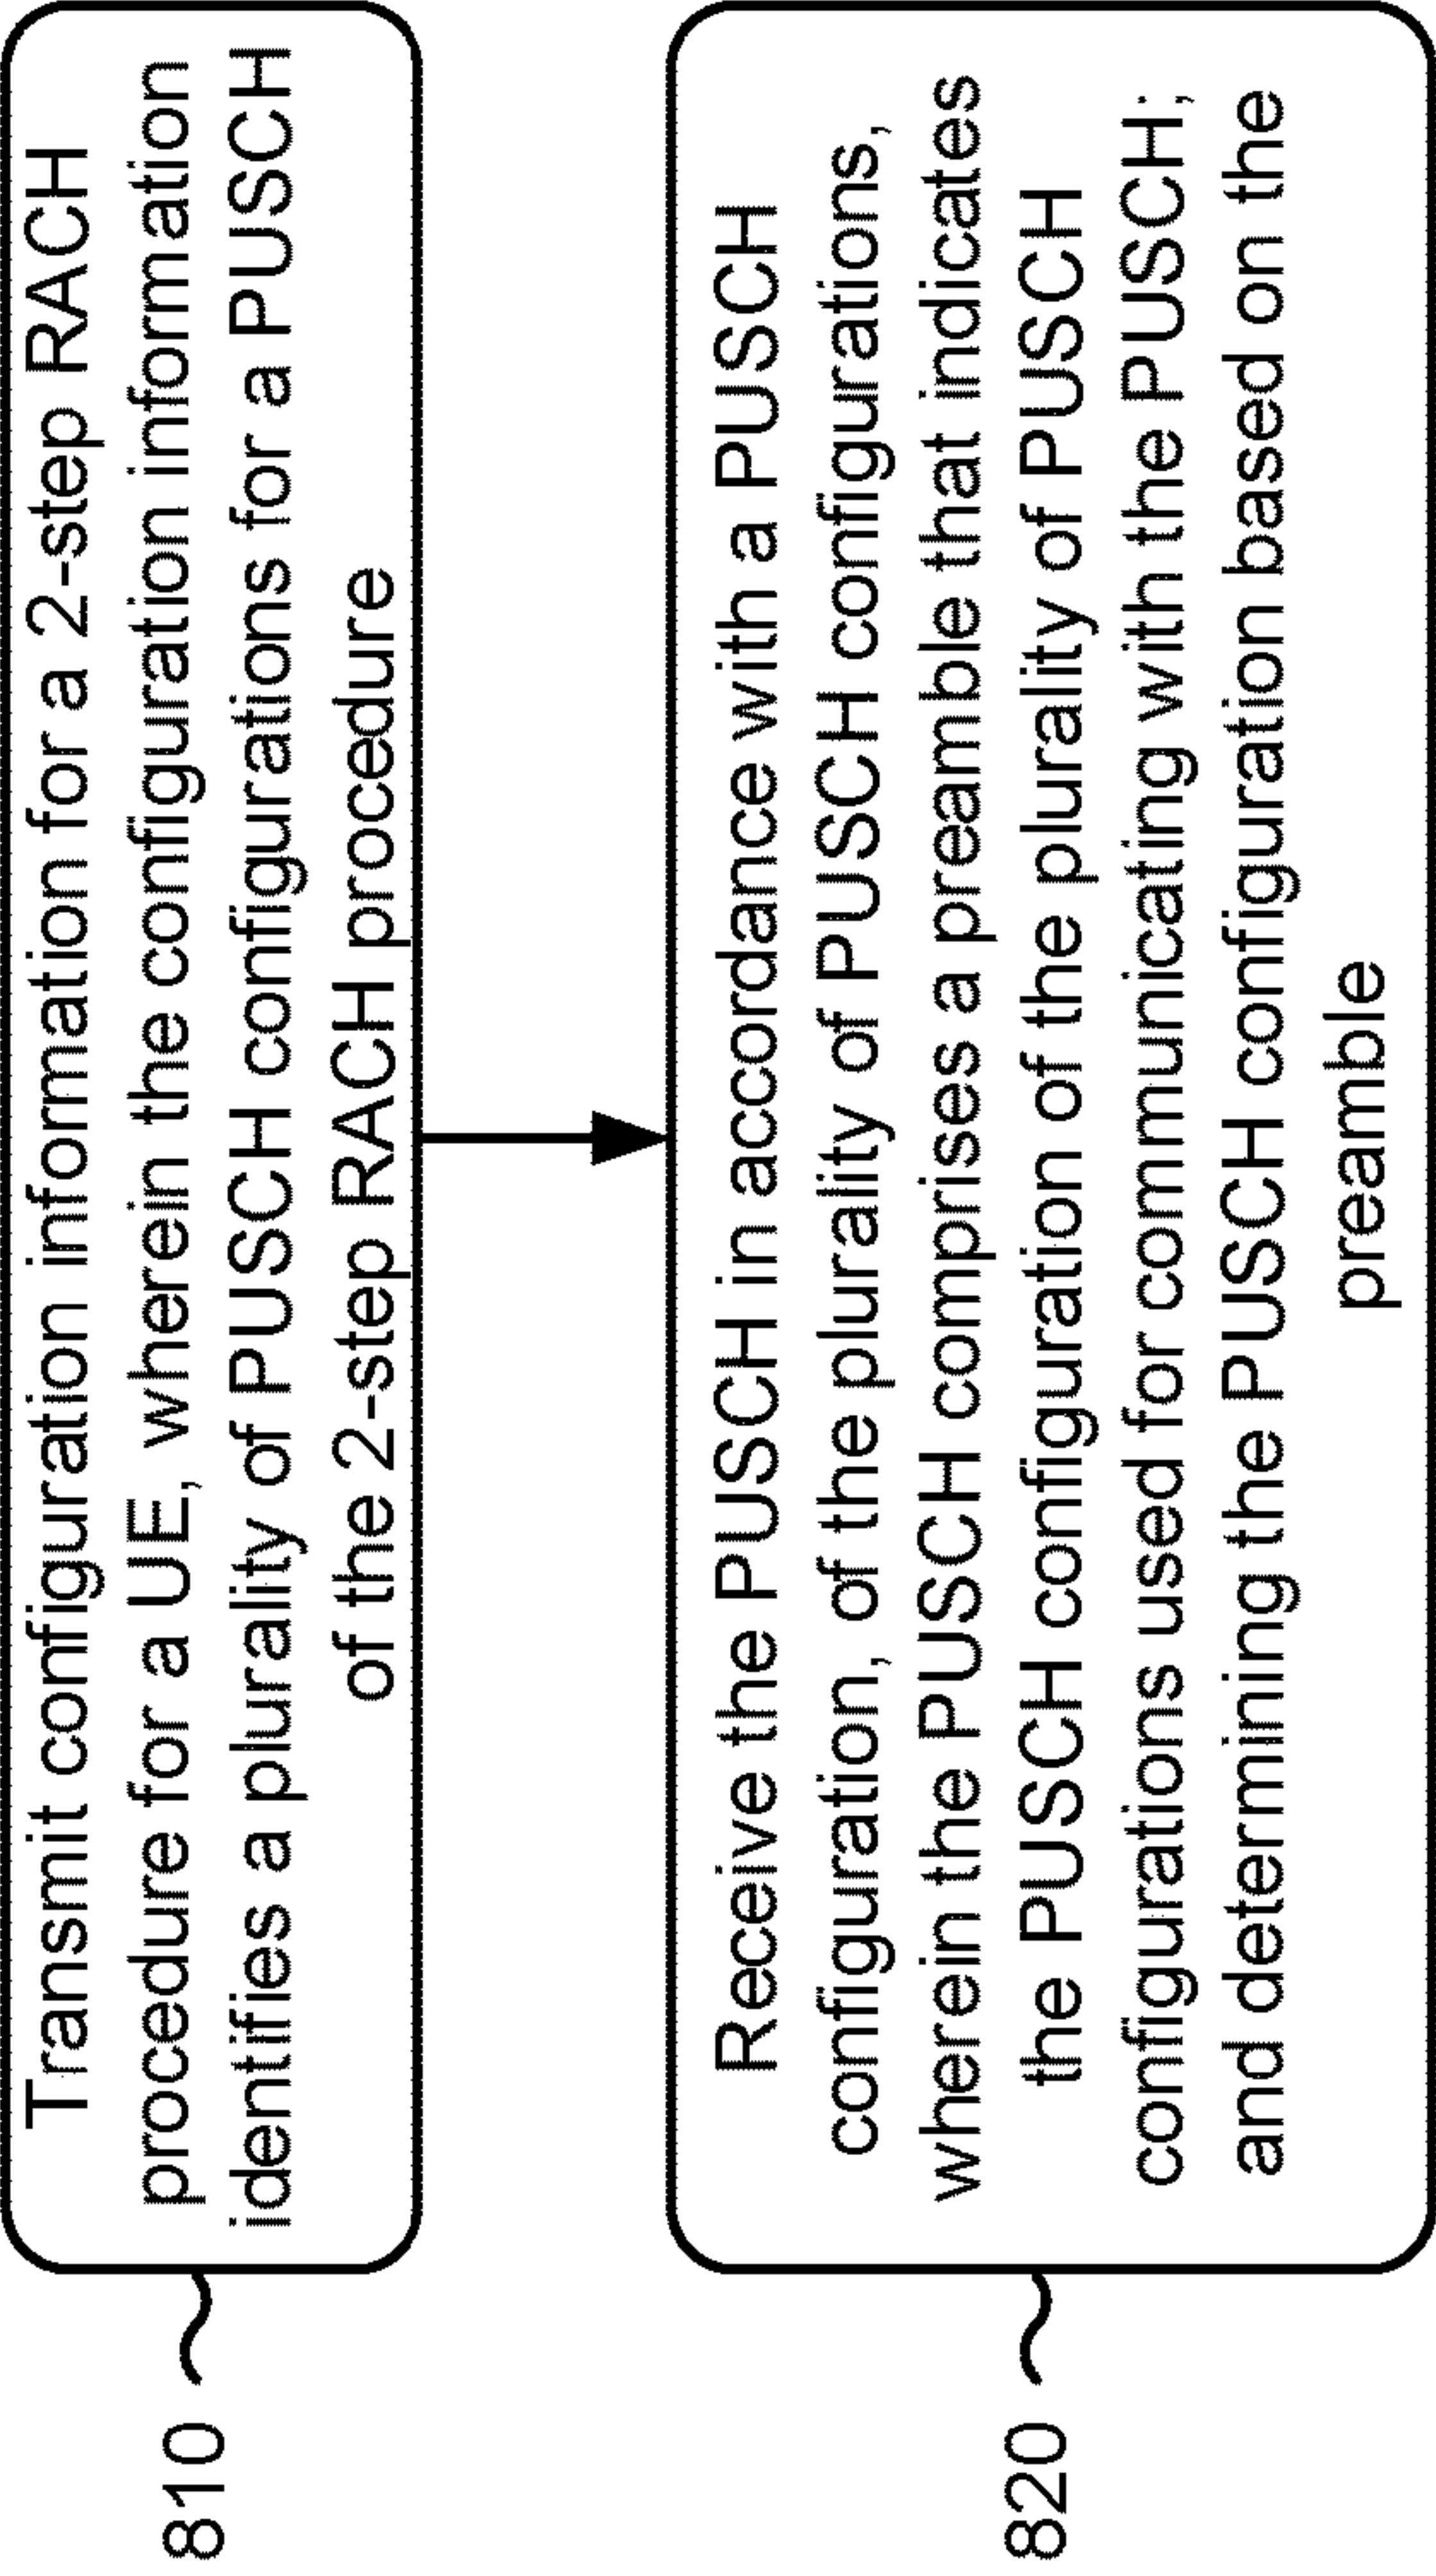 810
Transmit configuration information for a 2-step RACH
procedure for a UE, wherein the configuration information
identifies a plurality of PUSCH configurations for a PUSCH
of the 2-step RACH procedure
820
Receive the PUSCH in accordance with a PUSCH
configuration, of the plurality of PUSCH configurations,
wherein the PUSCH comprises a preamble that indicates
the PUSCH configuration of the plurality of PUSCH
configurations used for communicating with the PUSCH;
and determining the PUSCH configuration based on the
preamble